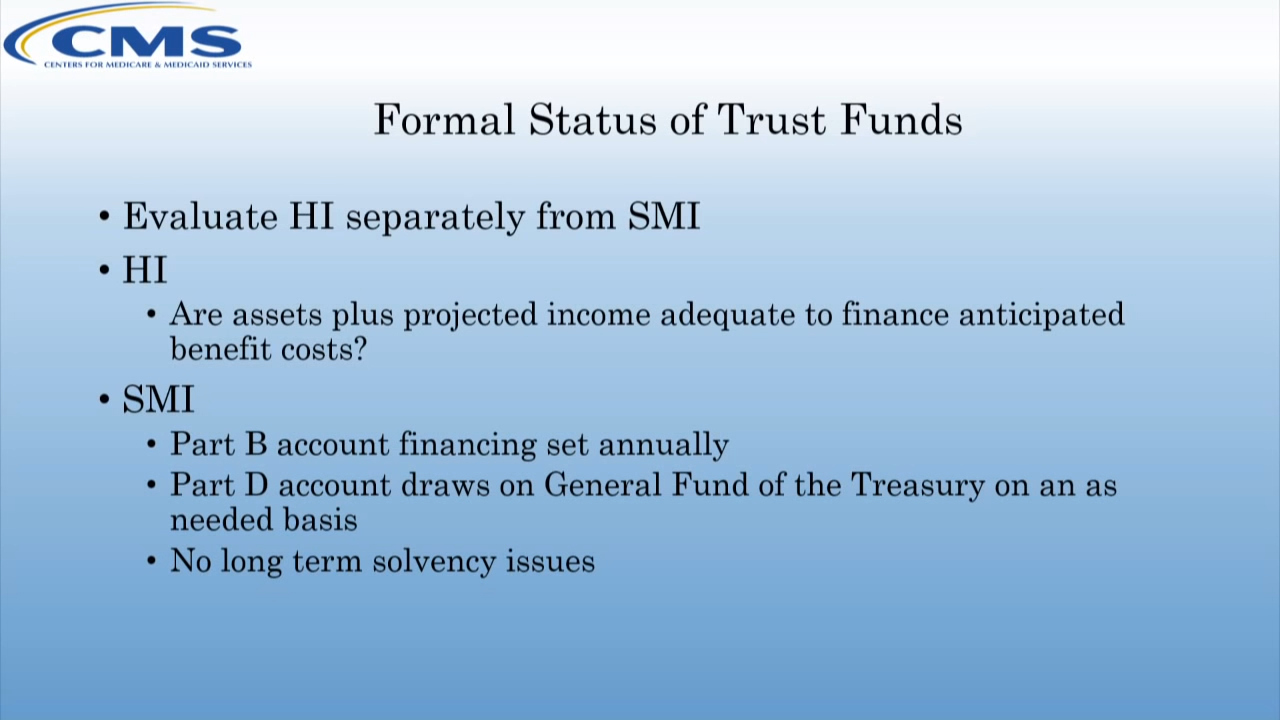 CMS
CENTERS FOR MEDICARE & MEDICAID SERVICES
Formal Status of Trust Funds
• Evaluate HI separately from SMI
• HI
• Are assets plus projected income adequate to finance anticipated
benefit costs?
• SMI
• Part B account financing set annually
• Part D account draws on General Fund of the Treasury on an as
needed basis
• No long term solvency issues